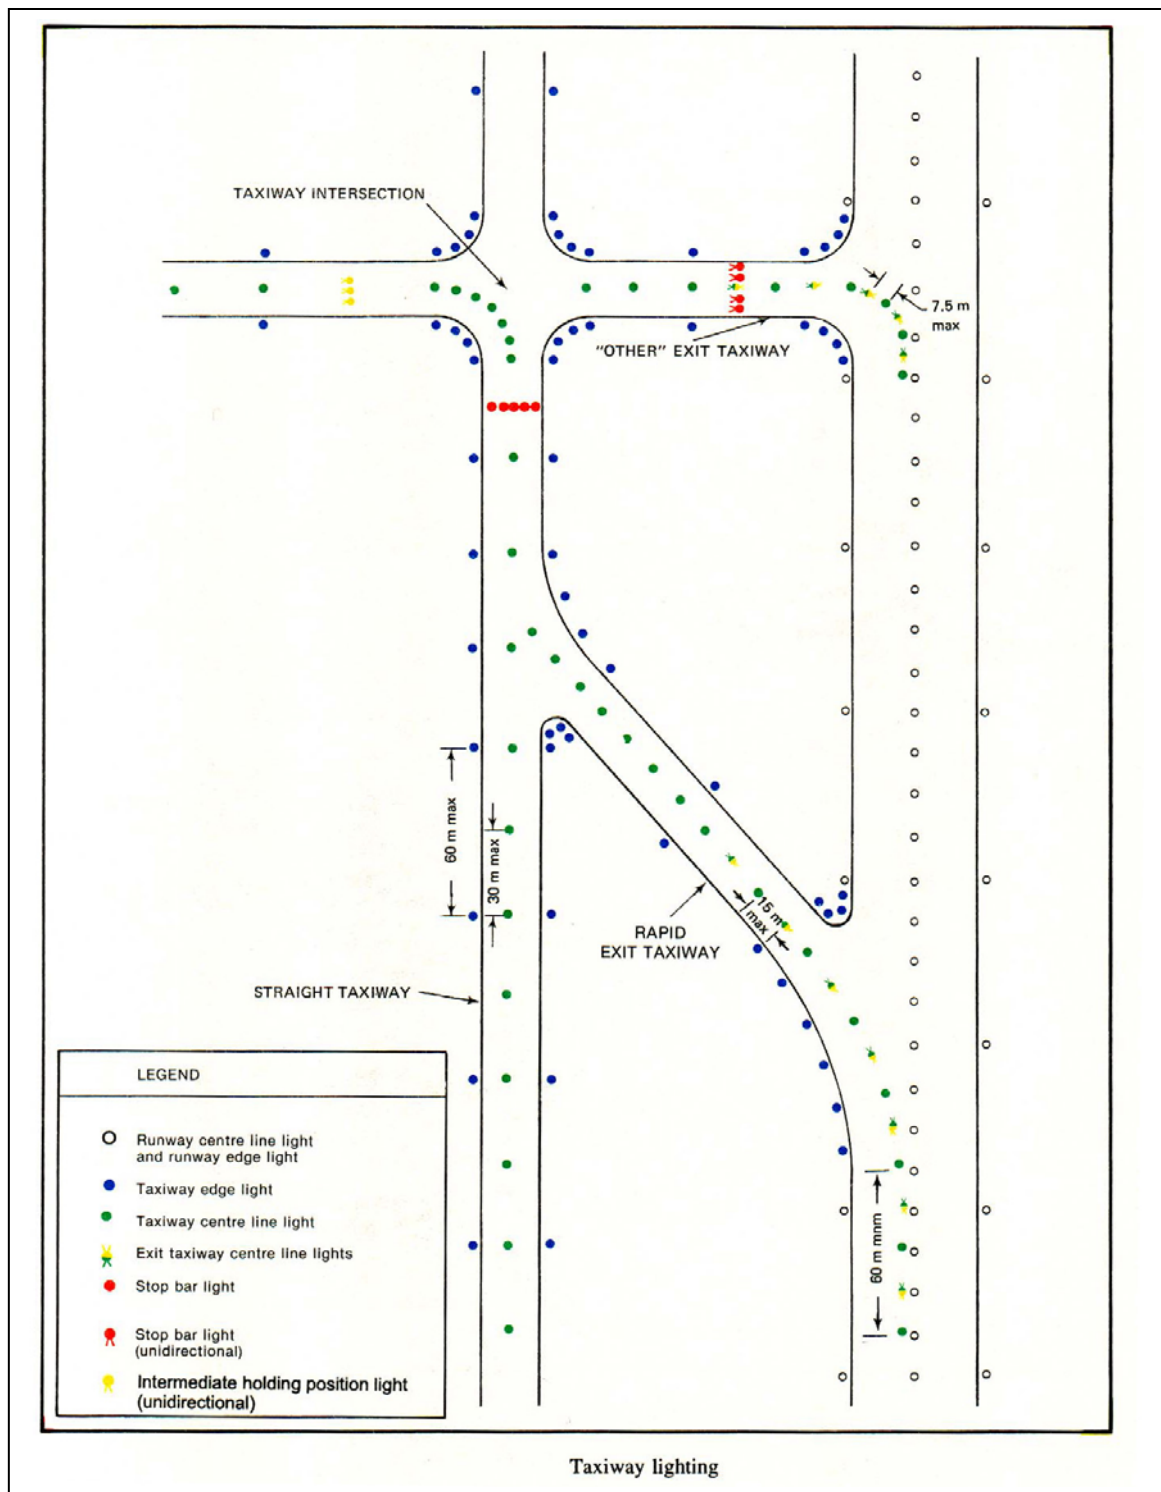 TAXIWAY INTERSECTION
7.5 m
max
"OTHER" EXIT TAXIWAY
60 m max
30 m max
15 m
max
RAPID
EXIT TAXIWAY
STRAIGHT TAXIWAY
60 m mnm
LEGEND
Runway centre line light
and runway edge light
Taxiway edge light
Taxiway centre line light
Exit taxiway centre line lights
Stop bar light
Stop bar light
(unidirectional)
Intermediate holding position light
(unidirectional)
Taxiway lighting